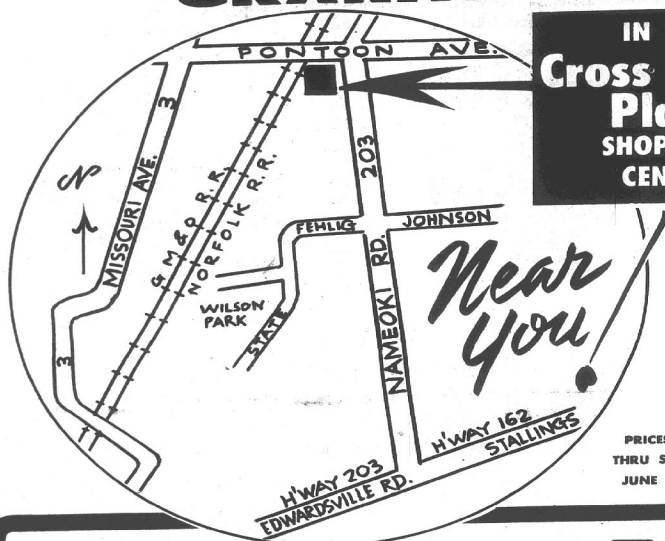 PONTOON AVE.
IN
Cross
SHOP
CEN
3
MISSOURI AVE.
N
G M & O R.R.
NORFOLK R.R.
203
FEHLIG
JOHNSON
NAMEOKI RD.
WILSON
PARK
STATE
Near
You
3
H'WAY 162
STALLINGS
H'WAY 203
EDWARDSVILLE RD.
PRICES
THRU S
JUNE